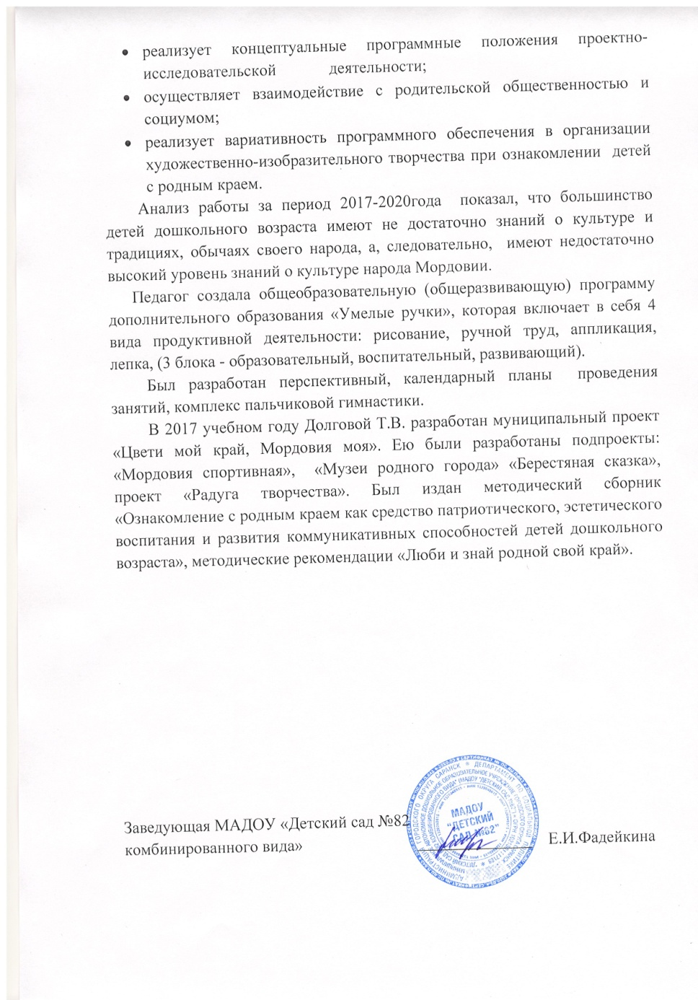 • реализует концептуальные программные положения проектно-
исследовательской деятельности;
• осуществляет взаимодействие с родительской общественностью и
социумом;
• реализует вариативность программного обеспечения в организации
художественно-изобразительного творчества при ознакомлении детей
с родным краем.
Анализ работы за период 2017-2020года показал, что большинство
детей дошкольного возраста имеют не достаточно знаний о культуре и
традициях, обычаях своего народа, а, следовательно, имеют недостаточно
высокий уровень знаний о культуре народа Мордовии.
Педагог создала общеобразовательную (общеразвивающую) программу
дополнительного образования «Умелые ручки», которая включает в себя 4
вида продуктивной деятельности: рисование, ручной труд, аппликация,
лепка, (3 блока - образовательный, воспитательный, развивающий).
Был разработан перспективный, календарный планы проведения
занятий, комплекс пальчиковой гимнастики.
В 2017 учебном году Долговой Т.В. разработан муниципальный проект
«Цвети мой край, Мордовия моя». Ею были разработаны подпроекты:
«Мордовия спортивная», «Музеи родного города» «Берестяная сказка»,
проект «Радуга творчества». Был издан методический сборник
«Ознакомление с родным краем как средство патриотического, эстетического
воспитания и развития коммуникативных способностей детей дошкольного
возраста», методические рекомендации «Люби и знай родной свой край».
Заведующая МАДОУ «Детский сад №82
комбинированного вида» Е.И.Фадейкина
АДМИНИСТРАЦИЯ ГОРОДСКОГО ОКРУГА САРАНСК * ДЕПАРТАМЕНТ ПО СОЦИАЛЬНОЙ ПОЛИТИКЕ
МАДОУ
"ДЕТСКИЙ
САД №82"